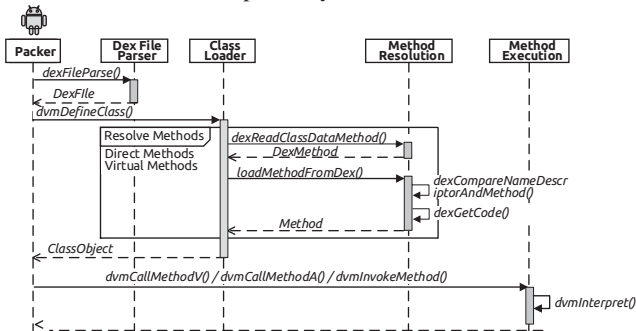 Packer
Dex File
Parser
Class
Loader
Method
Resolution
Method
Execution
dexFileParse()
DexFIle
dvmDefineClass()
Resolve Methods
Direct Methods
Virtual Methods
dexReadClassDataMethod()
DexMethod
loadMethodFromDex()
dexCompareNameDescr
iptorAndMethod()
dexGetCode()
Method
ClassObject
dvmCallMethodV() / dvmCallMethodA() / dvmInvokeMethod()
dvmInterpret()